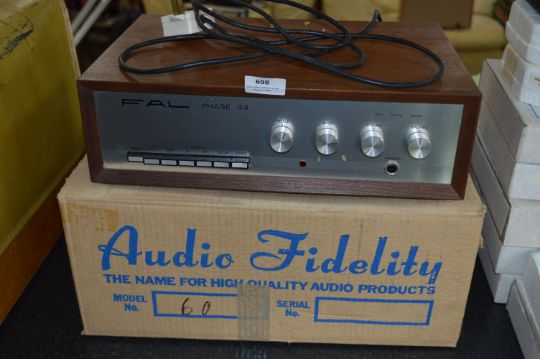 698
FAL PHASE 44
Audio Fidelity
THE NAME FOR HIGH QUALITY AUDIO PRODUCTS
MODEL No. 60 SERIAL No.